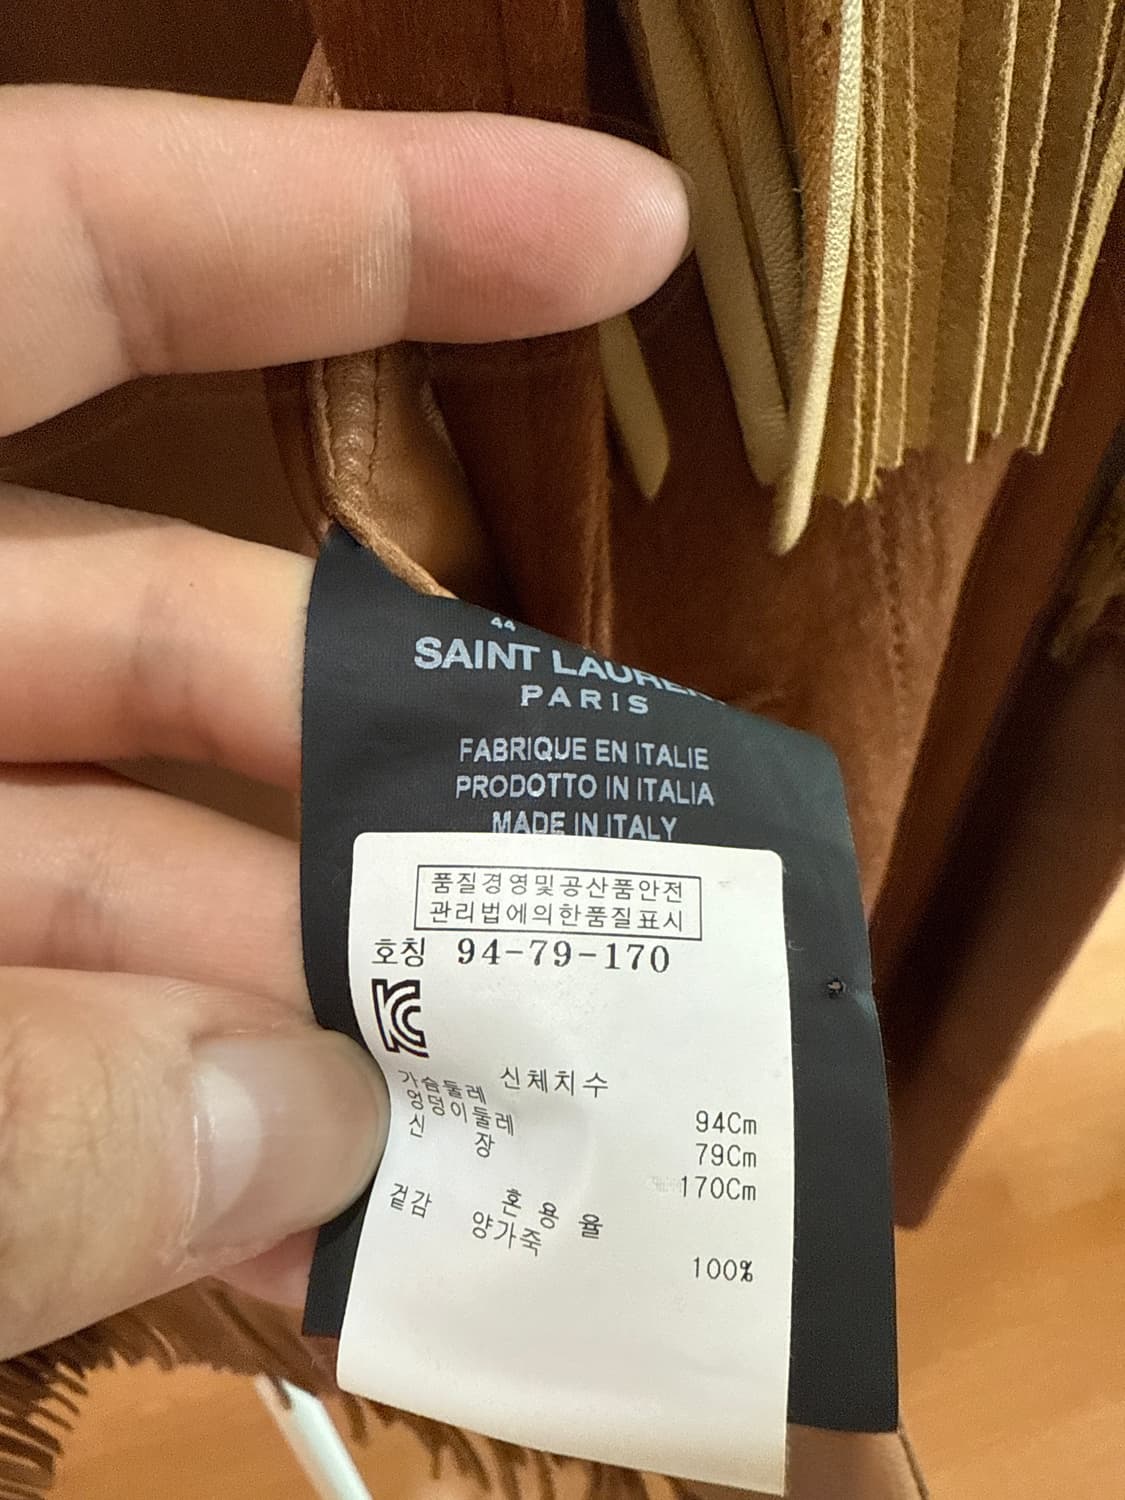 44
SAINT LAUREN
PARIS
FABRIQUE EN ITALIE
PRODOTTO IN ITALIA
MADE IN ITALY
품질경영및공산품안전
관리법에의한품질표시
호칭 94-79-170
신체치수
가슴둘레 94Cm
엉덩이둘레 79Cm
신 장 170Cm
혼 용 율
겉감 양가죽 100%